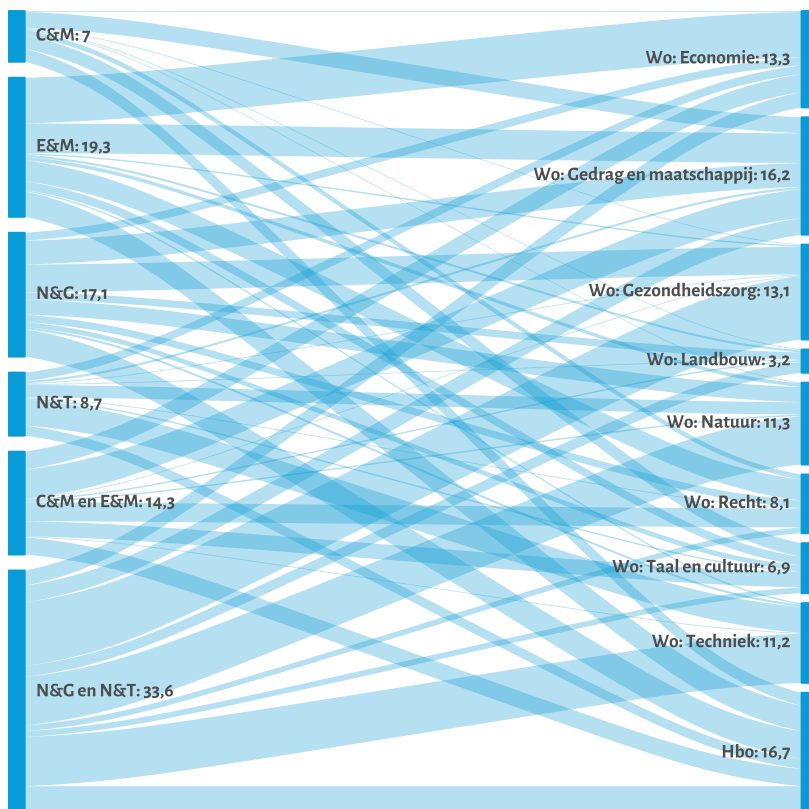 C&M: 7
E&M: 19,3
N&G: 17,1
N&T: 8,7
C&M en E&M: 14,3
N&G en N&T: 33,6
Wo: Economie: 13,3
Wo: Gedrag en maatschappij: 16,2
Wo: Gezondheidszorg: 13,1
Wo: Landbouw: 3,2
Wo: Natuur: 11,3
Wo: Recht: 8,1
Wo: Taal en cultuur: 6,9
Wo: Techniek: 11,2
Hbo: 16,7